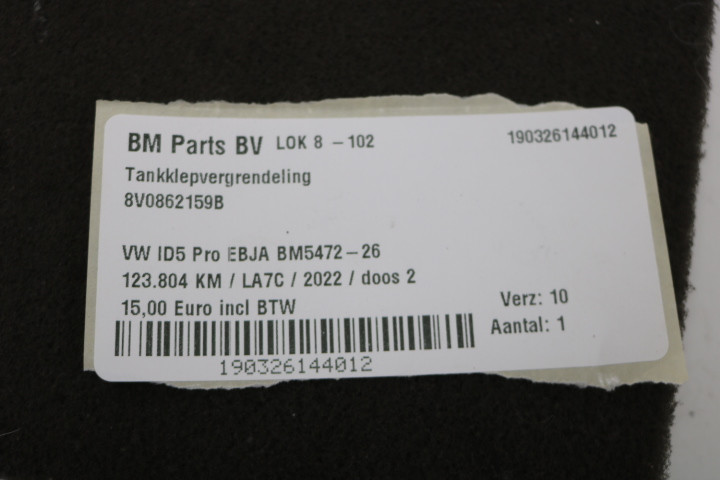 BM Parts BV LOK 8 - 102 190326144012
Tankklepvergrendeling
8V0862159B
VW ID5 Pro EBJA BM5472-26
123.804 KM / LA7C / 2022 / doos 2
15,00 Euro incl BTW Verz: 10
Aantal: 1
190326144012